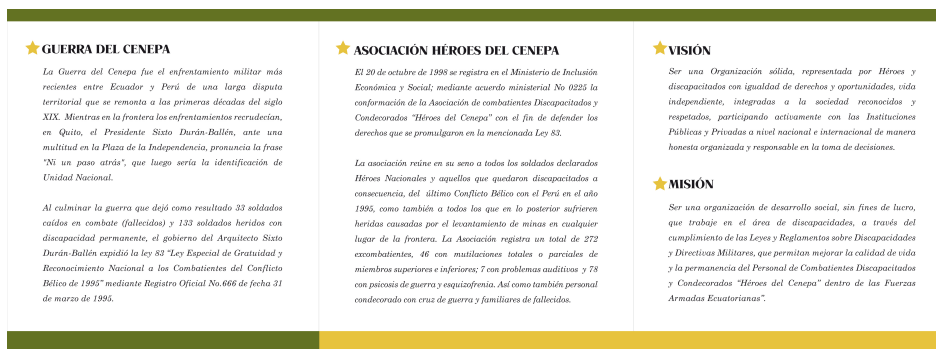 GUERRA DEL CENEPA
La Guerra del Cenepa fue el enfrentamiento militar más
recientes entre Ecuador y Perú de una larga disputa
territorial que se remonta a las primeras décadas del siglo
XIX. Mientras en la frontera los enfrentamientos recrudecían,
en Quito, el Presidente Sixto Durán-Ballén, ante una
multitud en la Plaza de la Independencia, pronuncia la frase
"Ni un paso atrás", que luego sería la identificación de
Unidad Nacional.
Al culminar la guerra que dejó como resultado 33 soldados
caídos en combate (fallecidos) y 133 soldados heridos con
discapacidad permanente, el gobierno del Arquitecto Sixto
Durán-Ballén expidió la ley 83 "Ley Especial de Gratuidad y
Reconocimiento Nacional a los Combatientes del Conflicto
Bélico de 1995" mediante Registro Oficial No.666 de fecha 31
de marzo de 1995.
ASOCIACIÓN HÉROES DEL CENEPA
El 20 de octubre de 1998 se registra en el Ministerio de Inclusión
Económica y Social; mediante acuerdo ministerial No 0225 la
conformación de la Asociación de combatientes Discapacitados y
Condecorados "Héroes del Cenepa" con el fin de defender los
derechos que se promulgaron en la mencionada Ley 83.
La asociación reúne en su seno a todos los soldados declarados
Héroes Nacionales y aquellos que quedaron discapacitados a
consecuencia, del último Conflicto Bélico con el Perú en el año
1995, como también a todos los que en lo posterior sufrieren
heridas causadas por el levantamiento de minas en cualquier
lugar de la frontera. La Asociación registra un total de 272
excombatientes, 46 con mutilaciones totales o parciales de
miembros superiores e inferiores; 7 con problemas auditivos y 78
con psicosis de guerra y esquizofrenia. Así como también personal
condecorado con cruz de guerra y familiares de fallecidos.
VISIÓN
Ser una Organización sólida, representada por Héroes y
discapacitados con igualdad de derechos y oportunidades, vida
independiente, integradas a la sociedad reconocidos y
respetados, participando activamente con las Instituciones
Públicas y Privadas a nivel nacional e internacional de manera
honesta organizada y responsable en la toma de decisiones.
MISIÓN
Ser una organización de desarrollo social, sin fines de lucro,
que trabaje en el área de discapacidades, a través del
cumplimiento de las Leyes y Reglamentos sobre Discapacidades
y Directivas Militares, que permitan mejorar la calidad de vida
y la permanencia del Personal de Combatientes Discapacitados
y Condecorados "Héroes del Cenepa" dentro de las Fuerzas
Armadas Ecuatorianas".